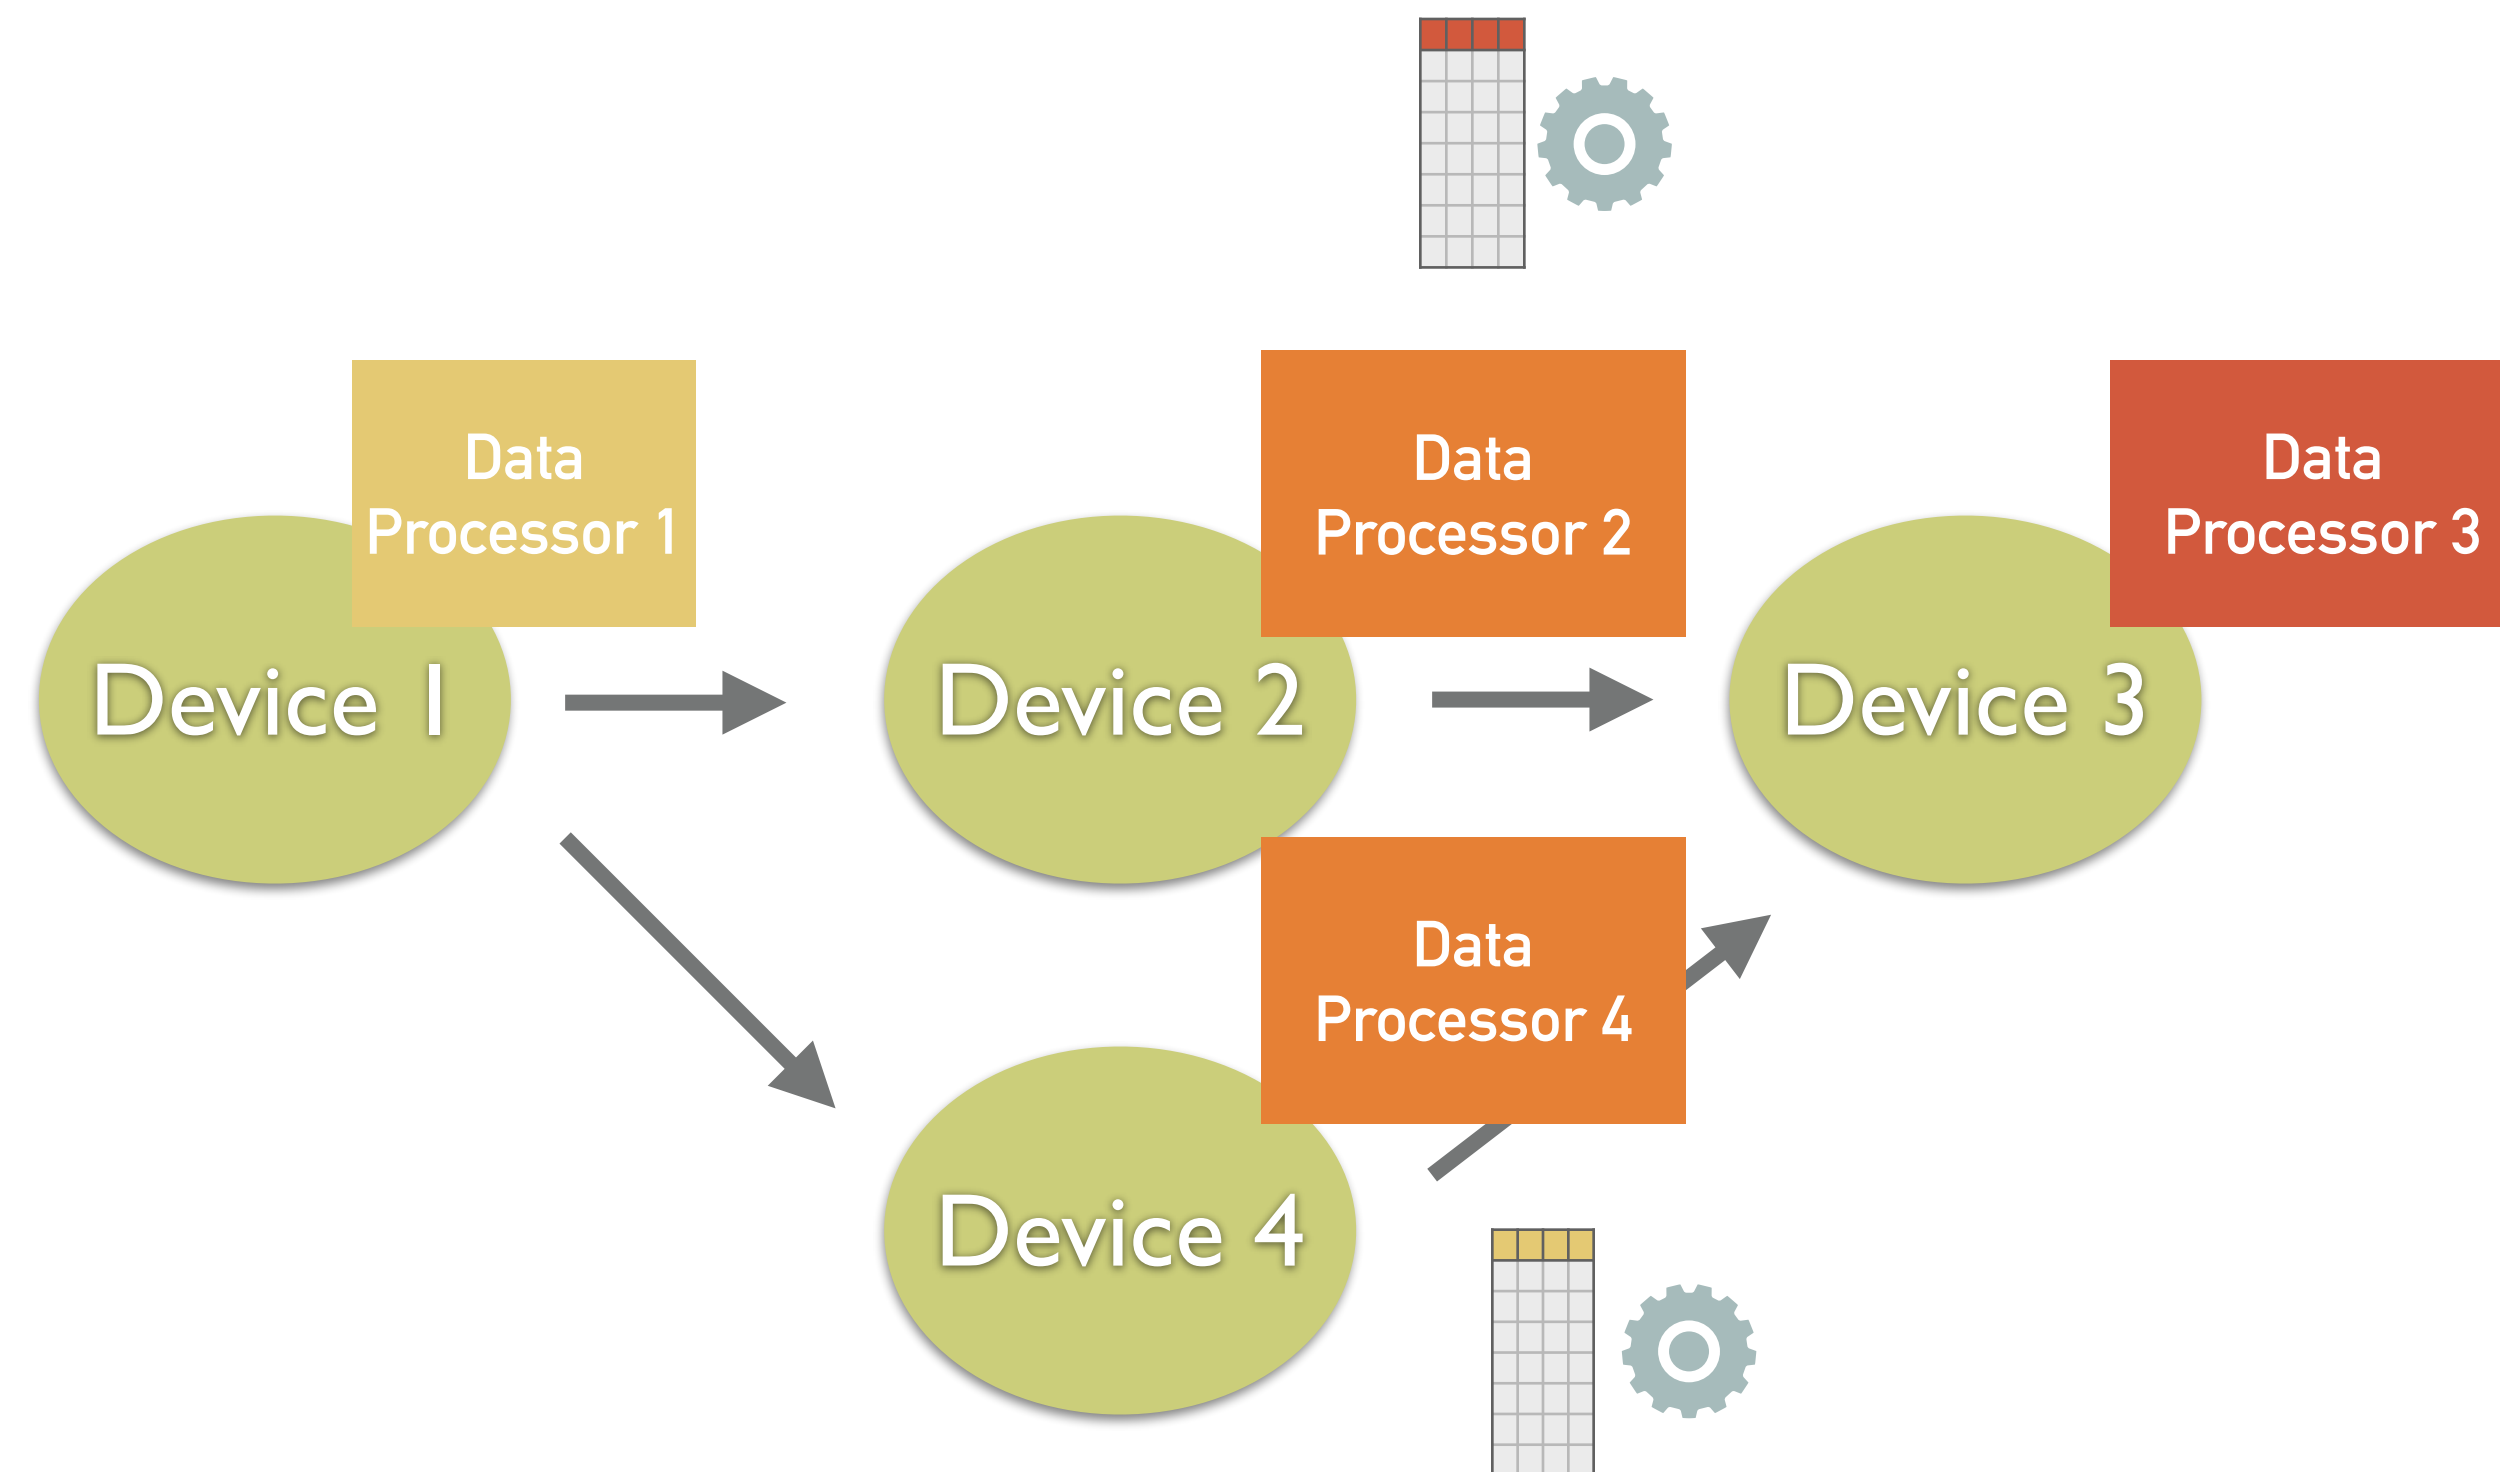 Data
Processor 1
Device 1
Data
Processor 2
Device 2
Data
Processor 3
Device 3
Data
Processor 4
Device 4